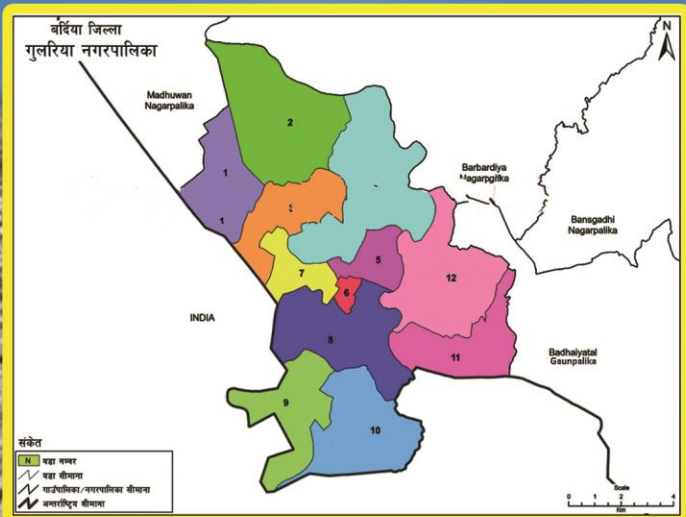 बर्दिया जिल्ला
गुलरिया नगरपालिका
N
Madhuwan
Nagarpalika
2
1
1
3
Barbardiya
Bansgadhi
Nagarpalika
5
12
7
6
INDIA
8
Badhaiyatal
Gaunpalika
11
9
10
संकेत
N वडा नम्बर
वडा सीमाना
गाउँपालिका/नगरपालिका सीमाना
अन्तर्राष्ट्रिय सीमाना
Scale
0 1 2 4
Km